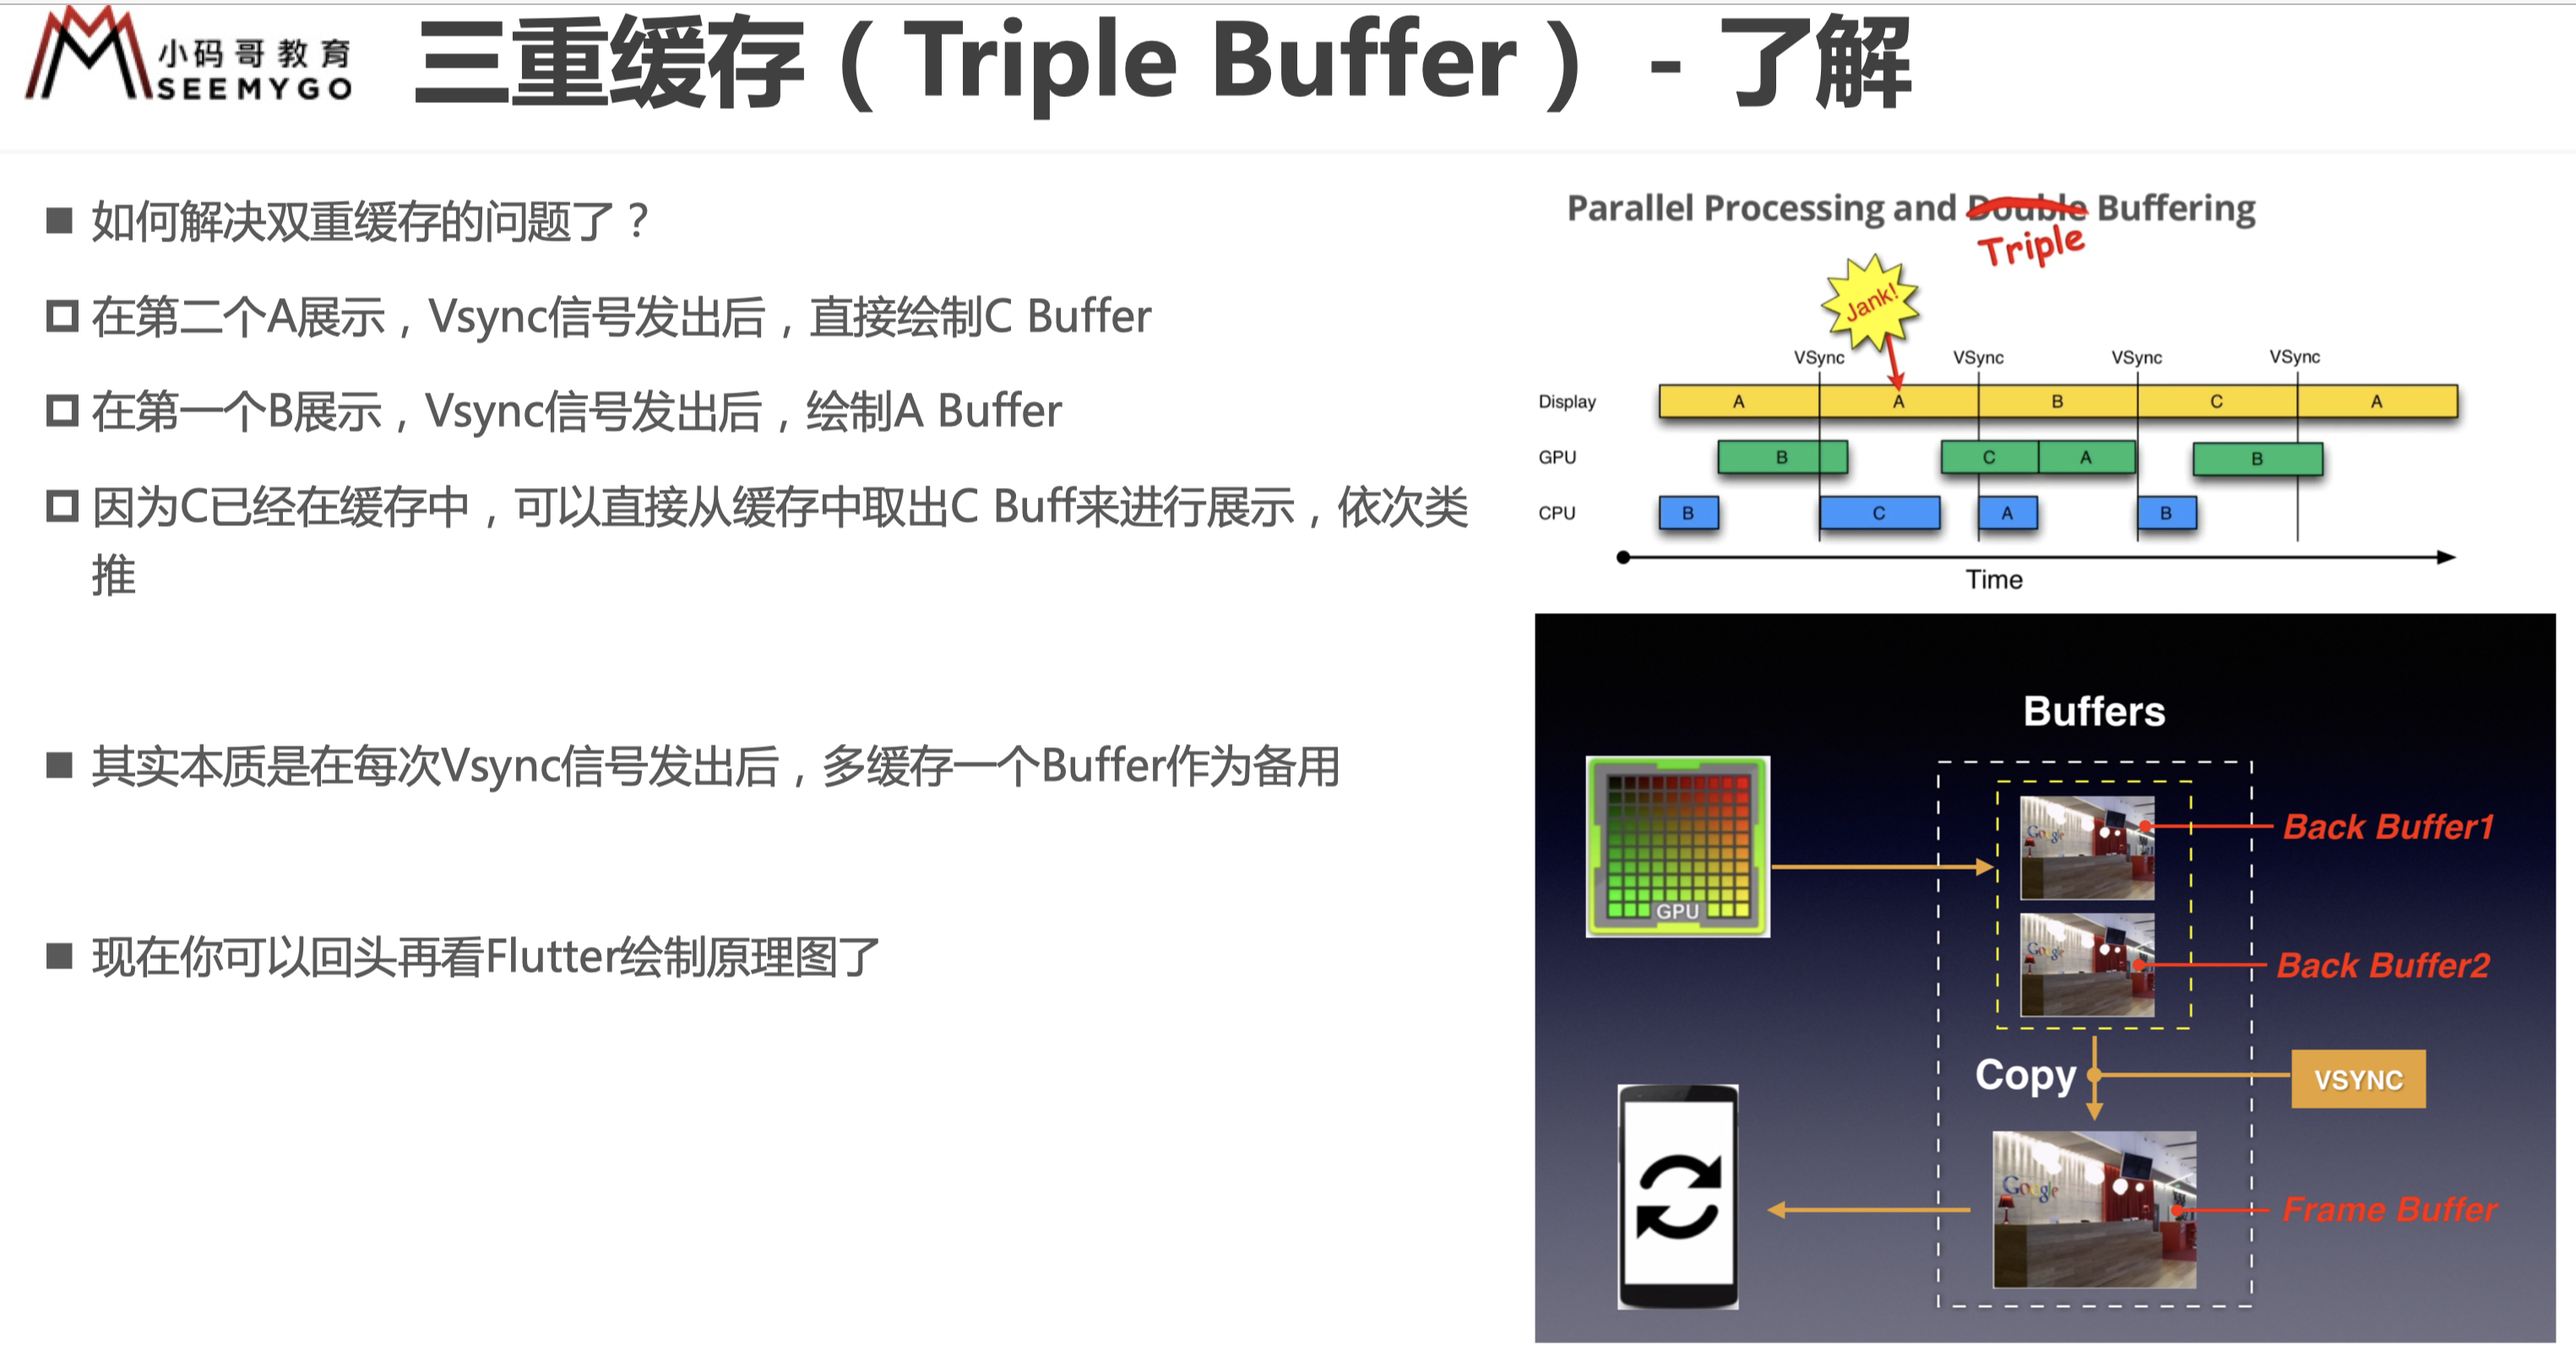 小码哥教育
SEEMYGO
三重缓存（Triple Buffer） - 了解
如何解决双重缓存的问题了？
在第二个A展示，Vsync信号发出后，直接绘制C Buffer
在第一个B展示，Vsync信号发出后，绘制A Buffer
因为C已经在缓存中，可以直接从缓存中取出C Buff来进行展示，依次类
推
其实本质是在每次Vsync信号发出后，多缓存一个Buffer作为备用
现在你可以回头再看Flutter绘制原理图了
Parallel Processing and Double Buffering
Triple
Jank!
VSync VSync VSync VSync
Display A A B C A
GPU B C A B
CPU B C A B
Time
Buffers
Google
Back Buffer1
GPU
Google
Back Buffer2
Copy
VSYNC
Google
Frame Buffer